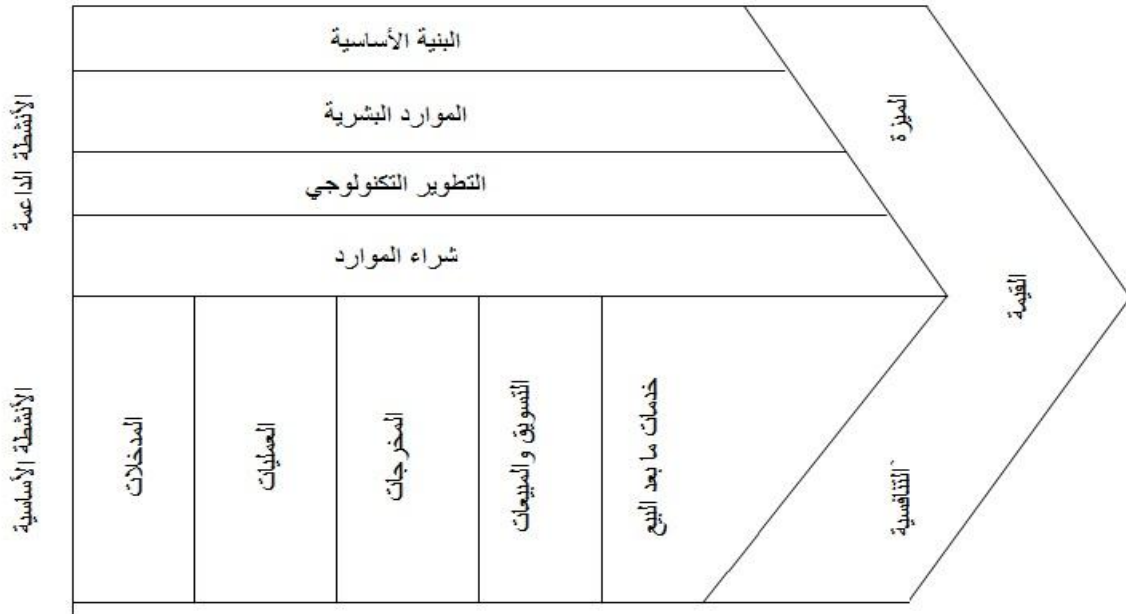 الأنشطة الداعمة
البنية الأساسية
الموارد البشرية
التطوير التكنولوجي
شراء الموارد
الأنشطة الأساسية
المدخلات
العمليات
المخرجات
التسويق والمبيعات
خدمات ما بعد البيع
الميزة
القيمة
التنافسية